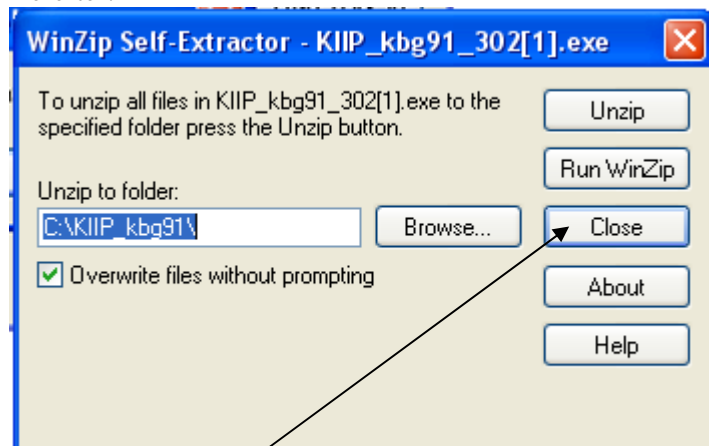 WinZip Self-Extractor - KIIP_kbg91_302[1].exe
To unzip all files in KIIP_kbg91_302[1].exe to the
specified folder press the Unzip button.
Unzip to folder:
C:\KIIP_kbg91\
Browse...
Overwrite files without prompting
Unzip
Run WinZip
Close
About
Help